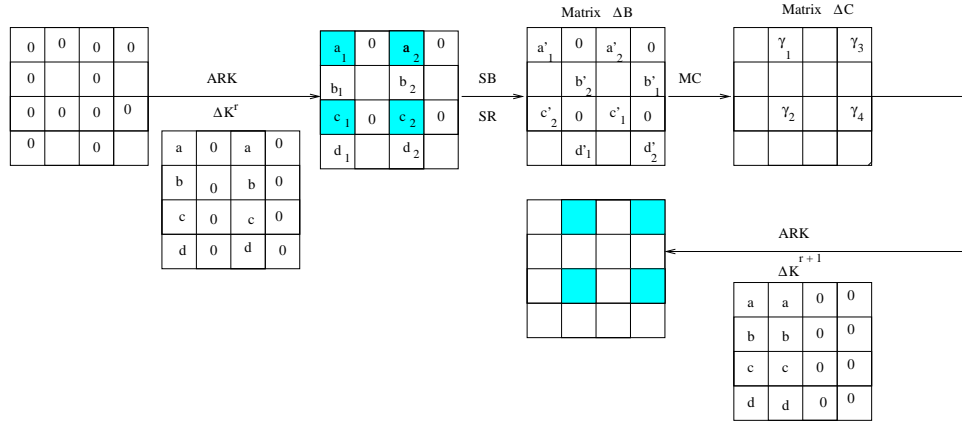 Matrix ΔB
Matrix ΔC
0 0 0 0
0 0
0 0 0 0
0 0
ARK
ΔK^r
a 0 a 0
b 0 b 0
c 0 c 0
d 0 d 0
a_1 0 a_2 0
b_1 b_2
c_1 0 c_2 0
d_1 d_2
SB
SR
a'_1 0 a'_2 0
b'_2 b'_1
c'_2 0 c'_1 0
d'_1 d'_2
MC
γ_1 γ_3
γ_2 γ_4
ARK
ΔK^{r+1}
a a 0 0
b b 0 0
c c 0 0
d d 0 0